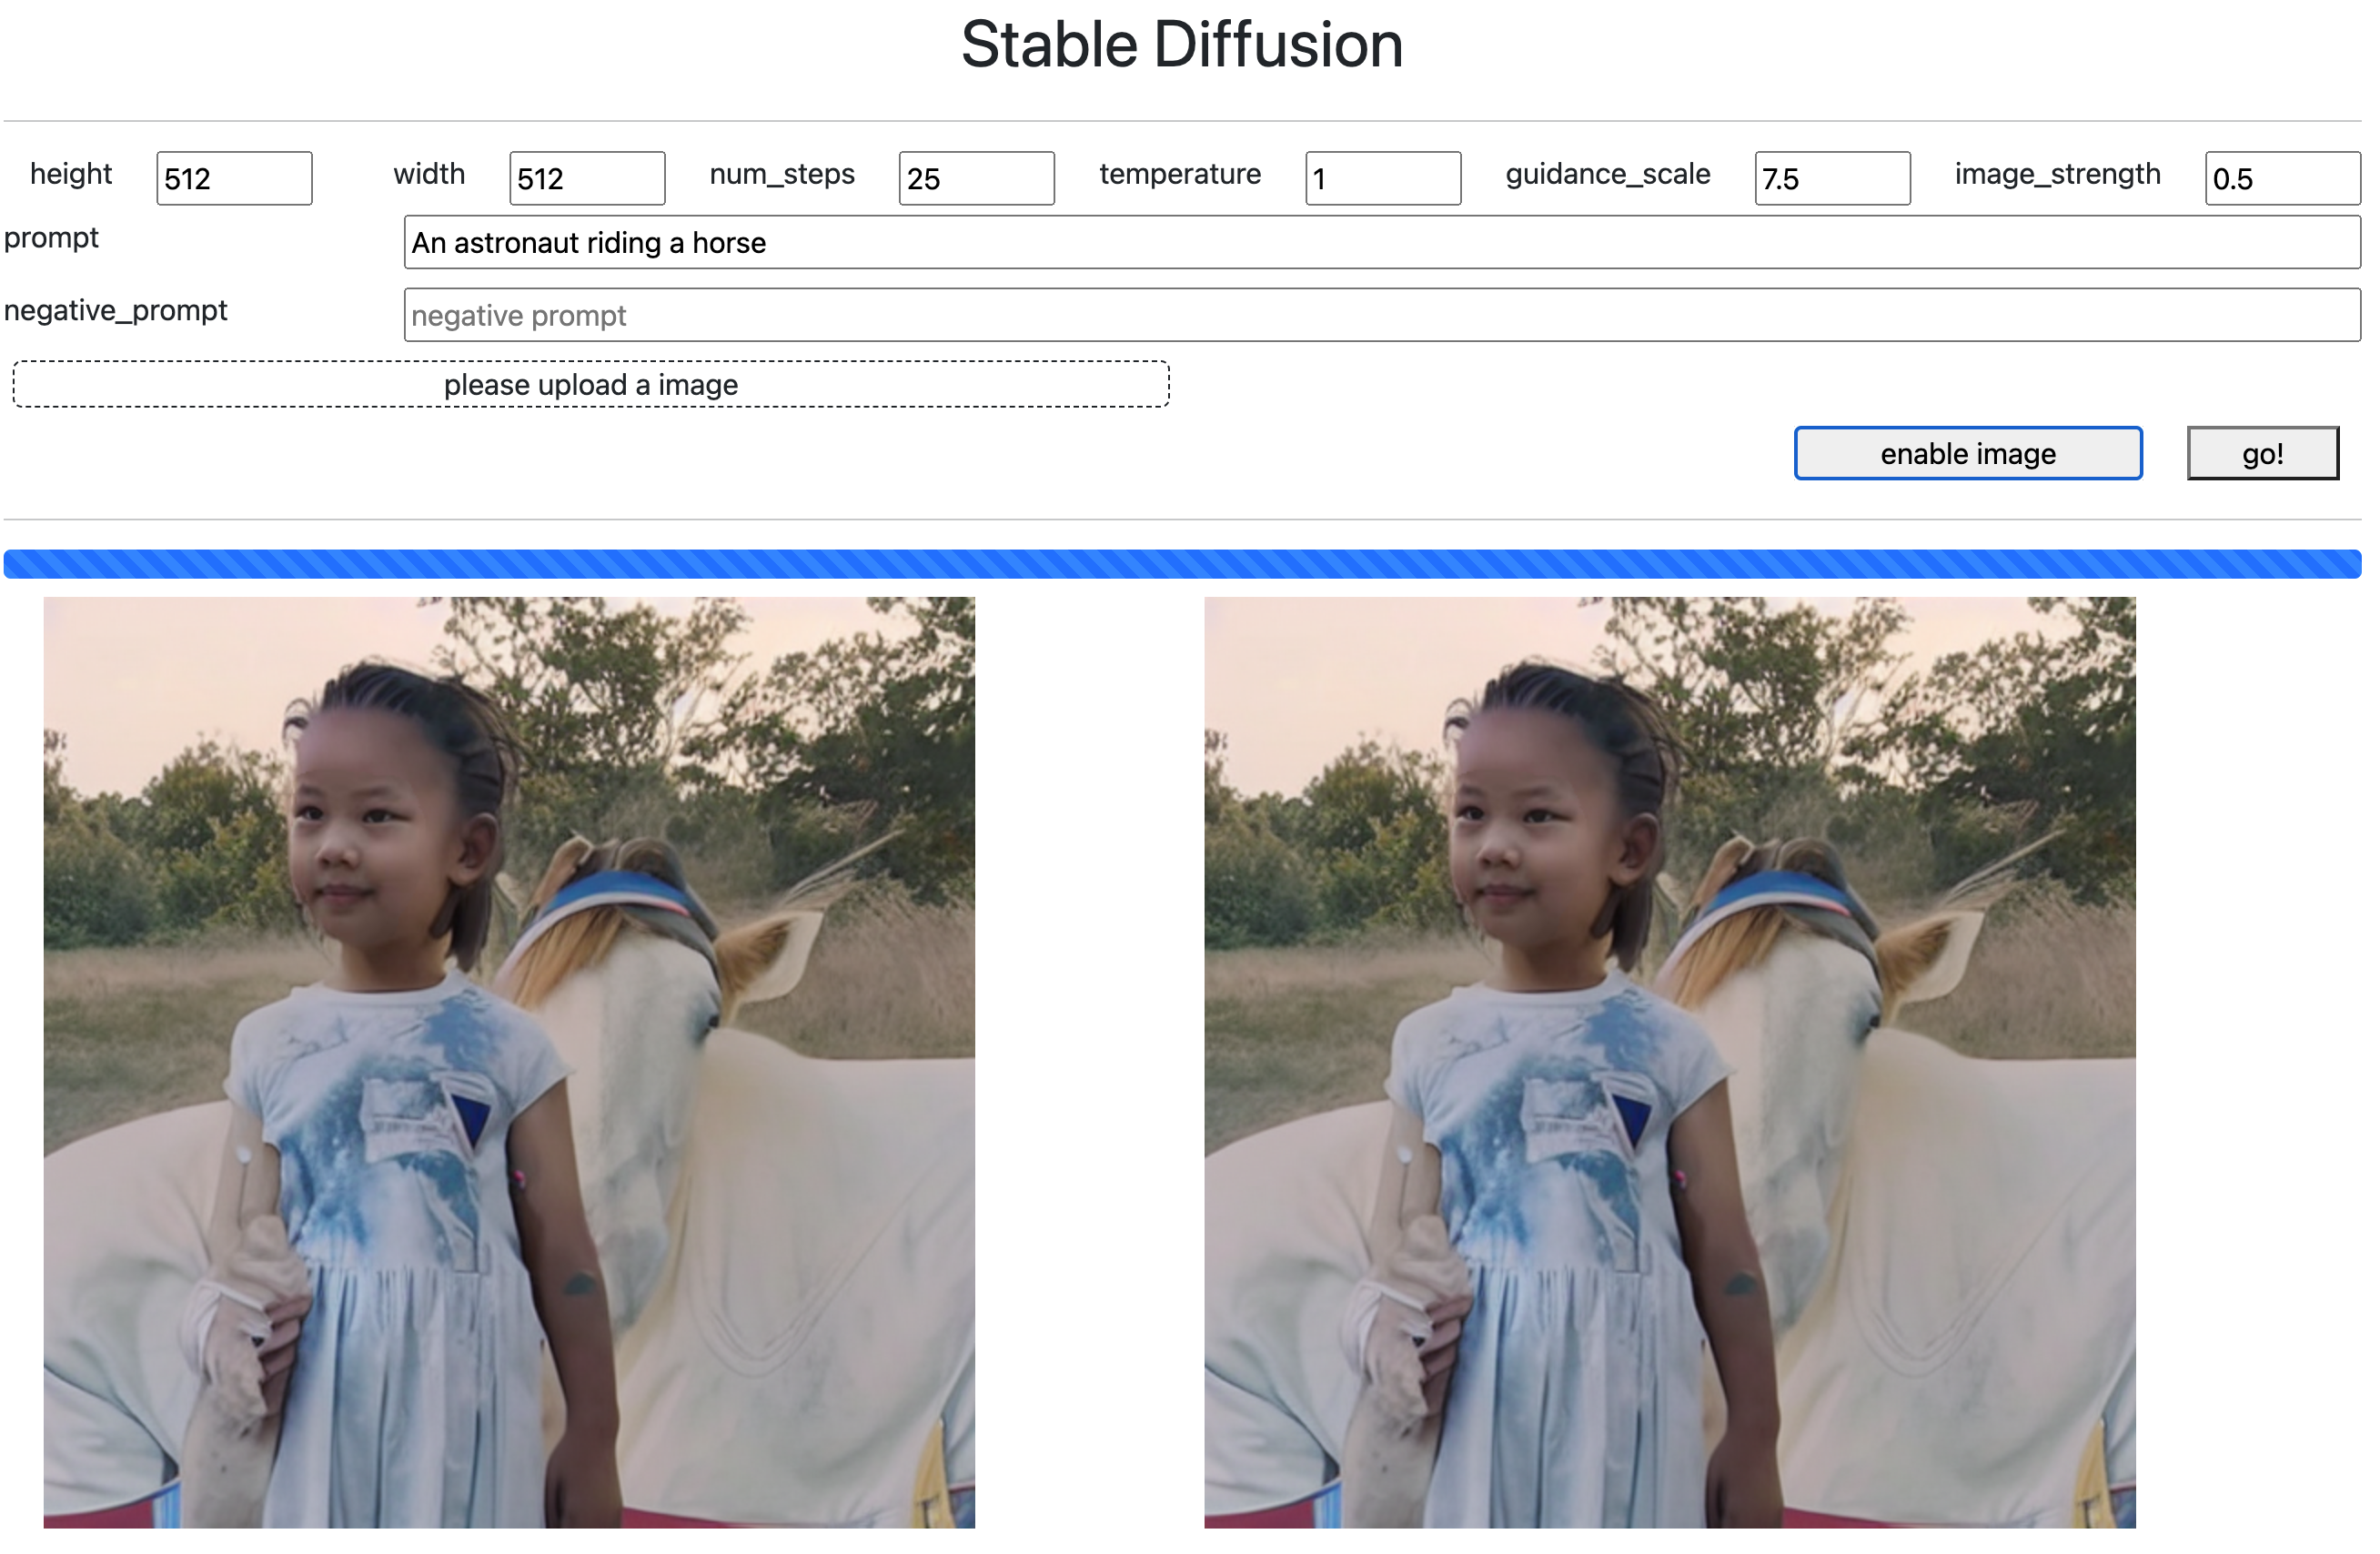 Stable Diffusion
height 512 width 512 num_steps 25 temperature 1 guidance_scale 7.5 image_strength 0.5
prompt An astronaut riding a horse
negative_prompt negative prompt
please upload a image
enable image go!